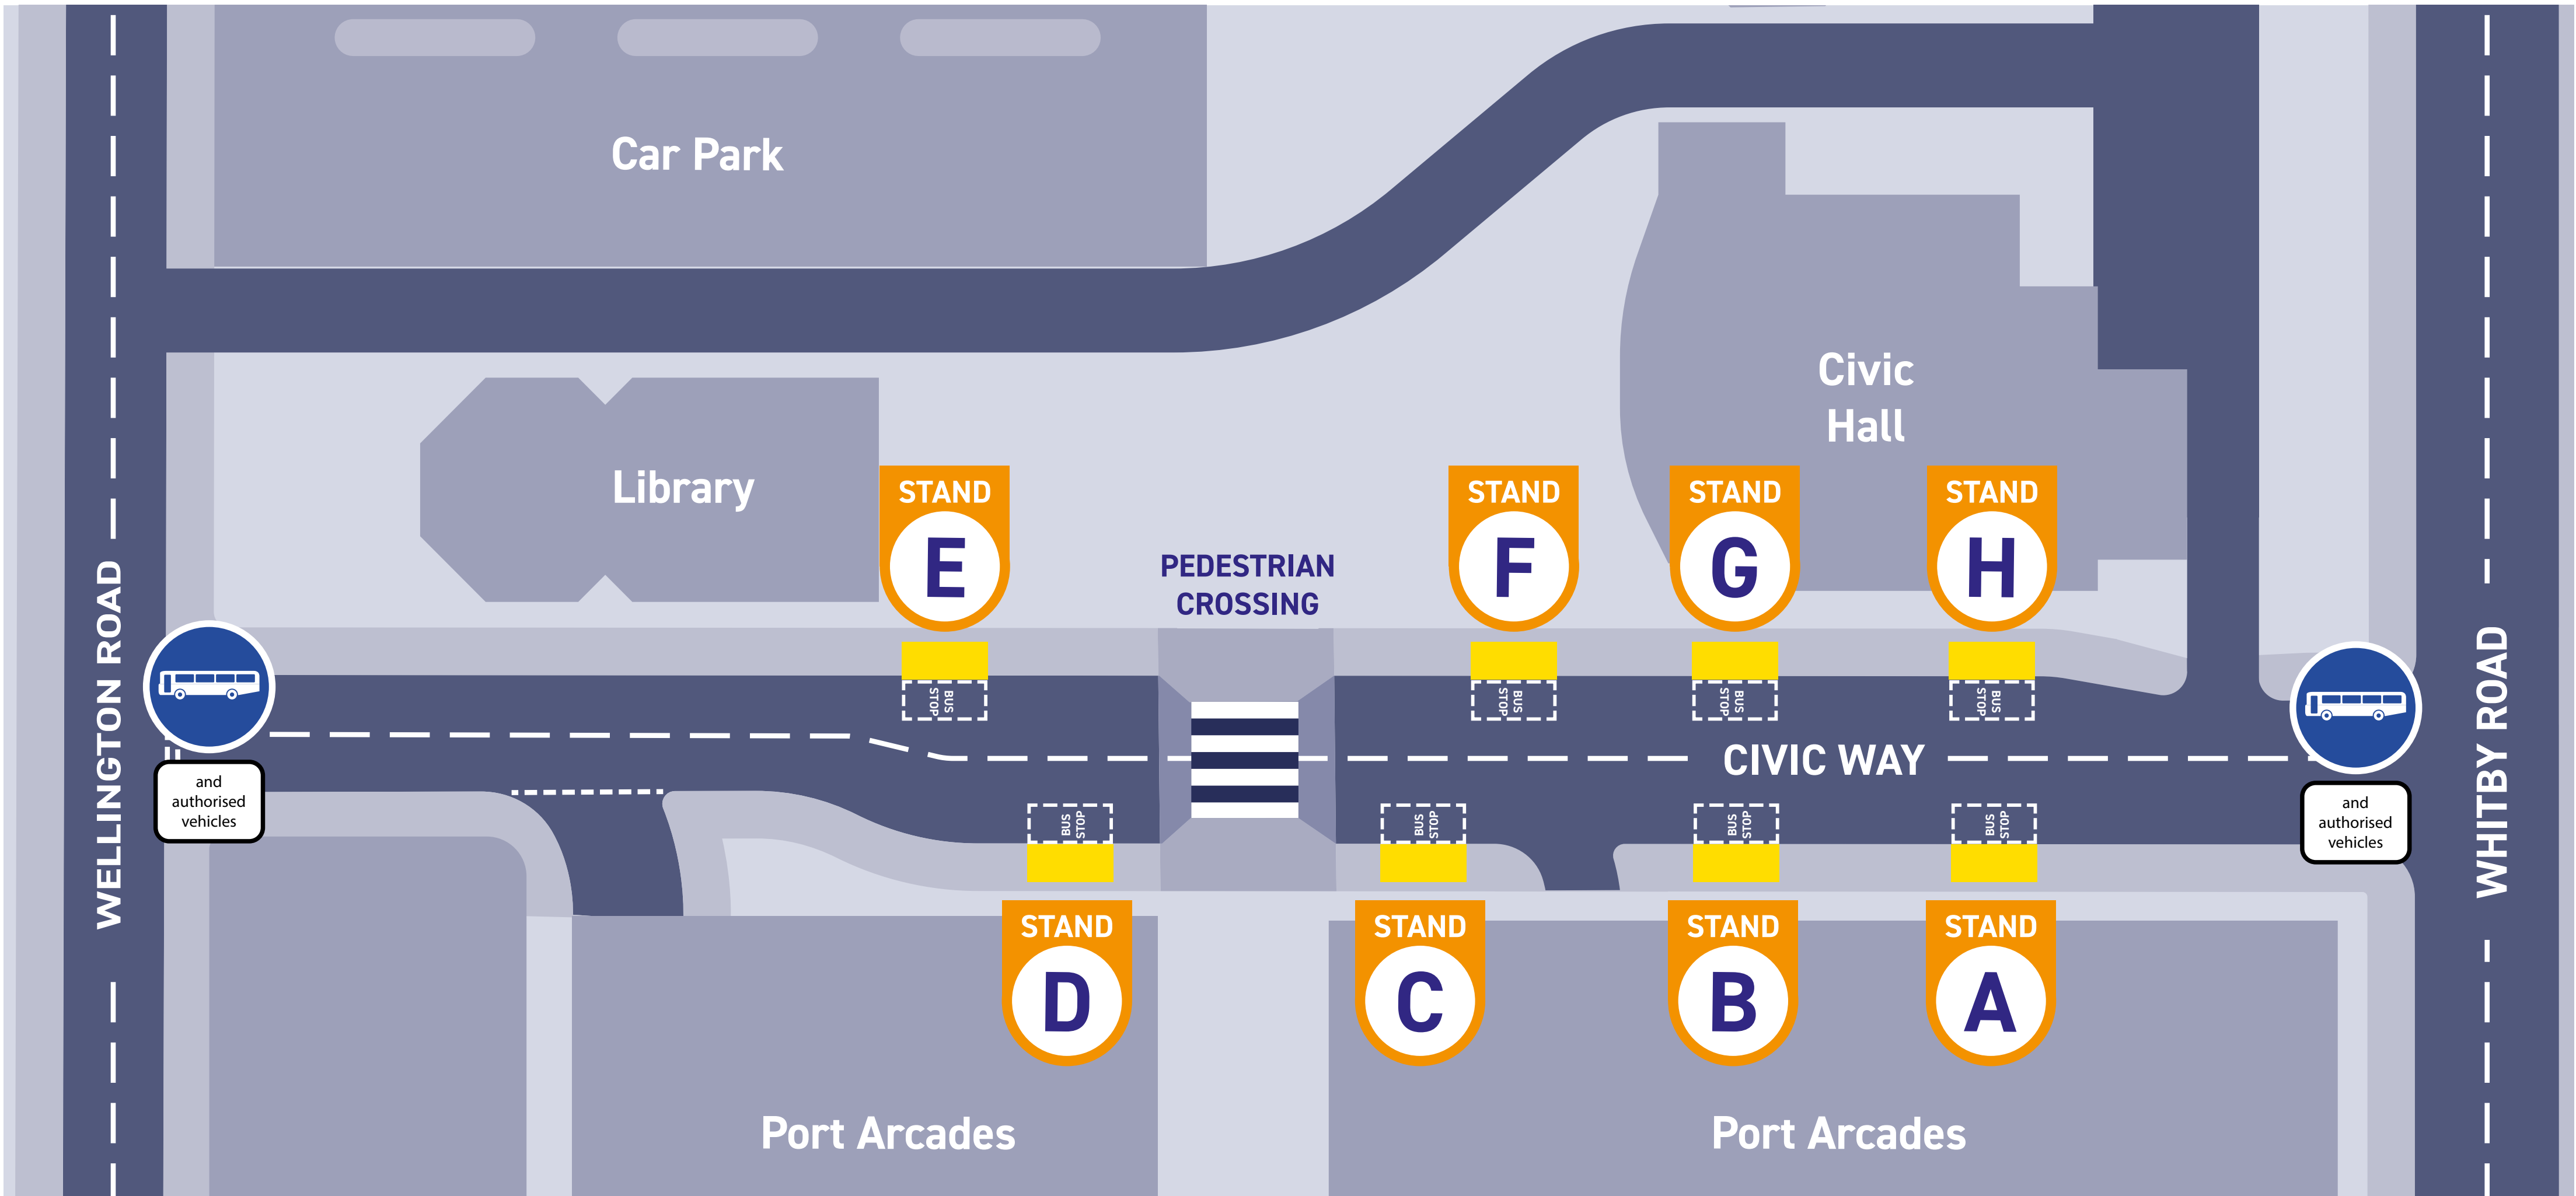 Car Park
Civic
Hall
Library
STAND
E
STAND
F
STAND
G
STAND
H
PEDESTRIAN
CROSSING
WELLINGTON ROAD
WHITBY ROAD
BUS
STOP
BUS
STOP
BUS
STOP
BUS
STOP
CIVIC WAY
and
authorised
vehicles
and
authorised
vehicles
BUS
STOP
BUS
STOP
BUS
STOP
BUS
STOP
STAND
D
STAND
C
STAND
B
STAND
A
Port Arcades
Port Arcades